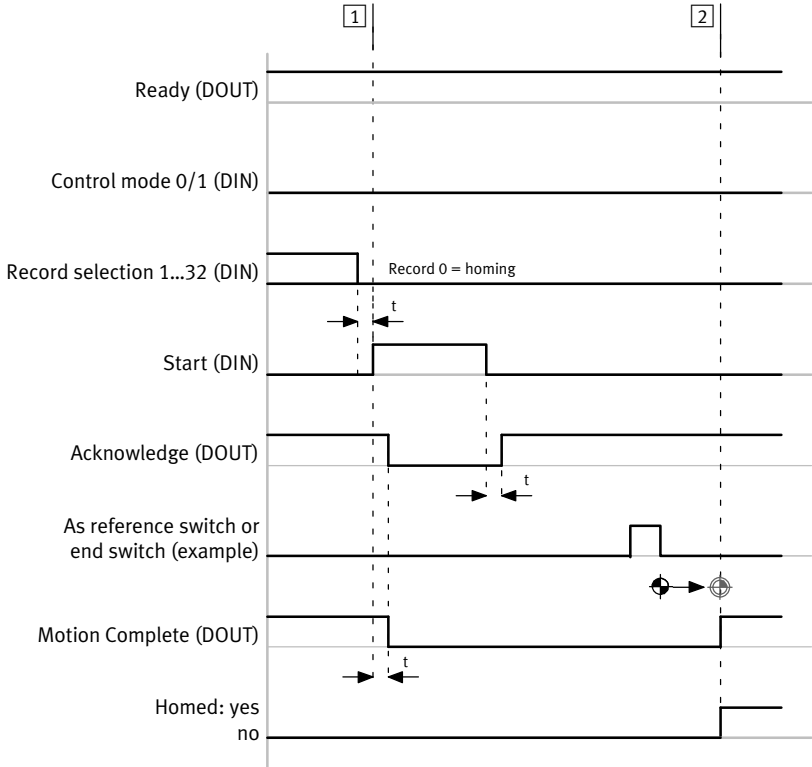 1
2
Ready (DOUT)
Control mode 0/1 (DIN)
Record selection 1...32 (DIN)
Record 0 = homing
t
Start (DIN)
Acknowledge (DOUT)
t
As reference switch or
end switch (example)
Motion Complete (DOUT)
t
Homed: yes
no